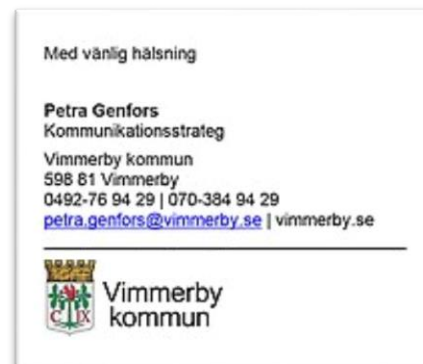 Med vänlig hälsning
Petra Genfors
Kommunikationsstrateg
Vimmerby kommun
598 81 Vimmerby
0492-76 94 29 | 070-384 94 29
petra.genfors@vimmerby.se | vimmerby.se
C IX
Vimmerby
kommun